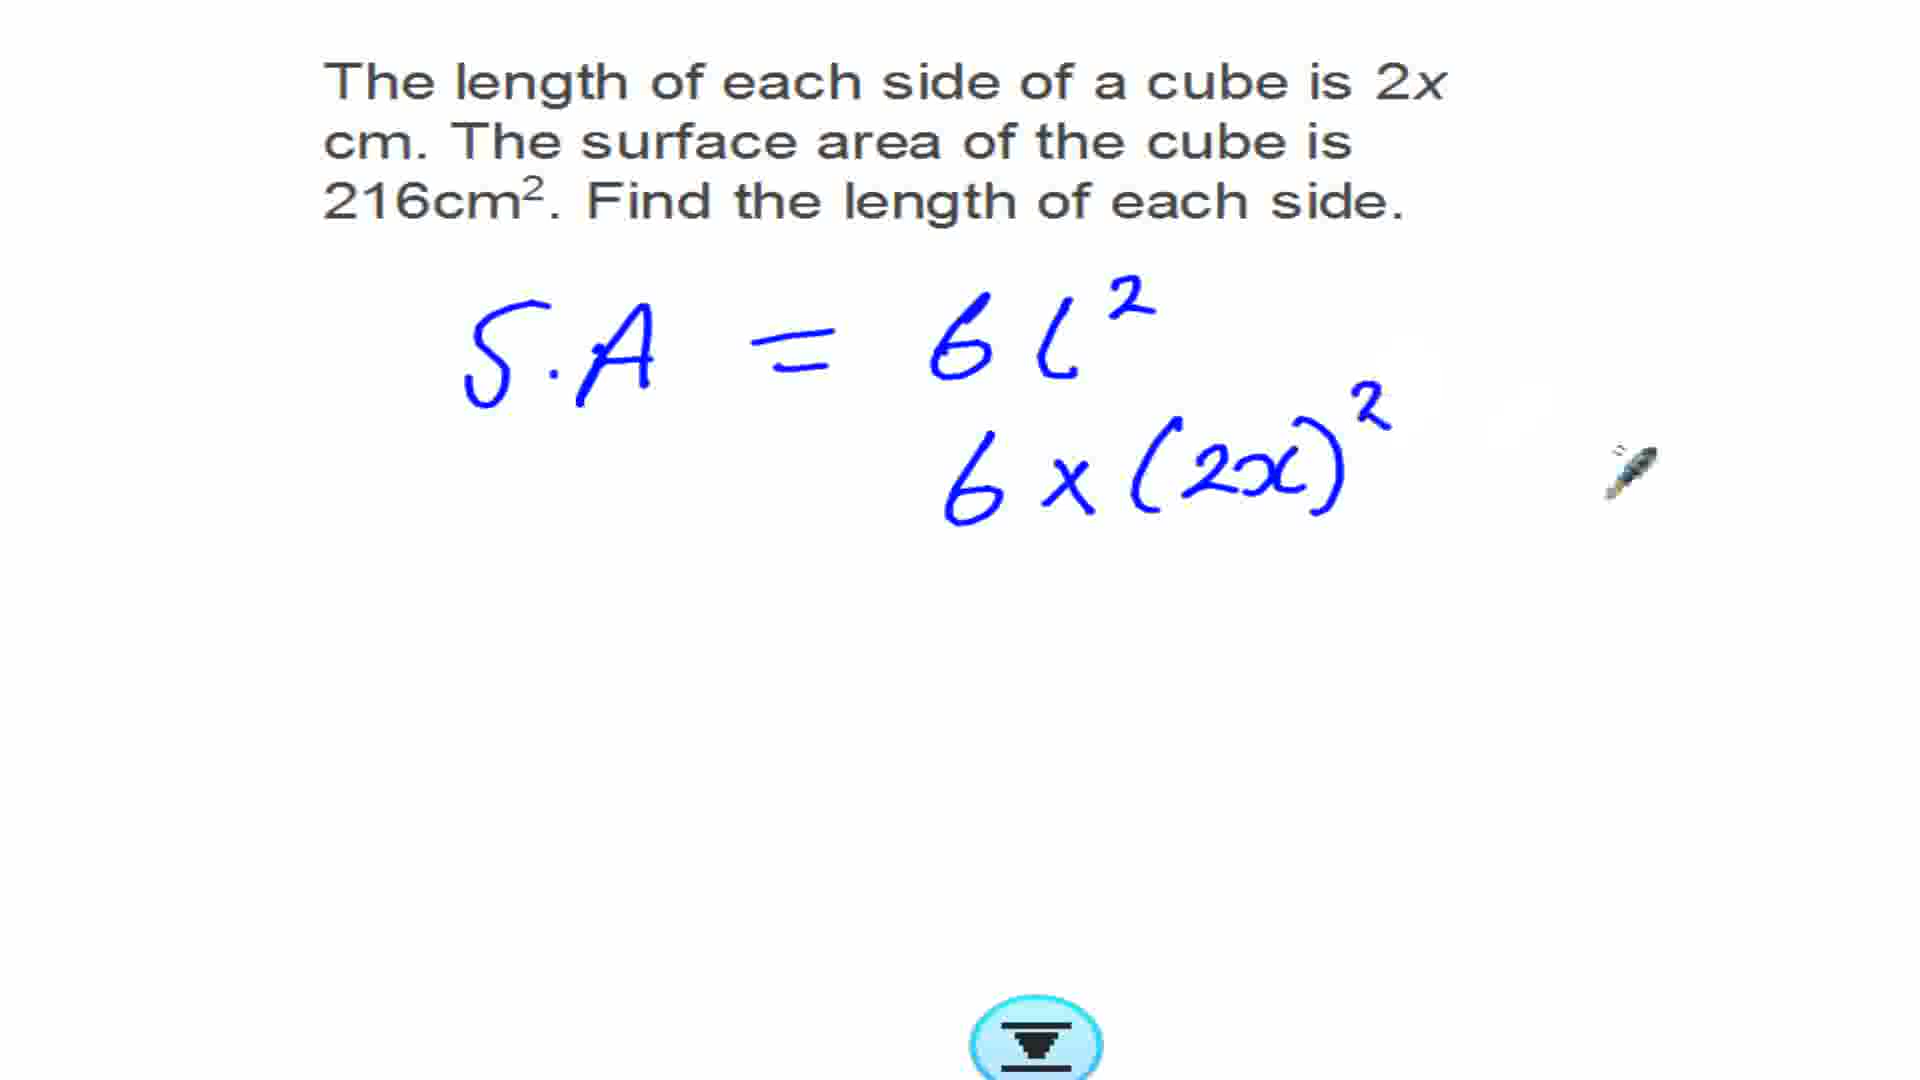 The length of each side of a cube is 2x
cm. The surface area of the cube is
216cm². Find the length of each side.
S.A = 6l²
6 × (2x)²